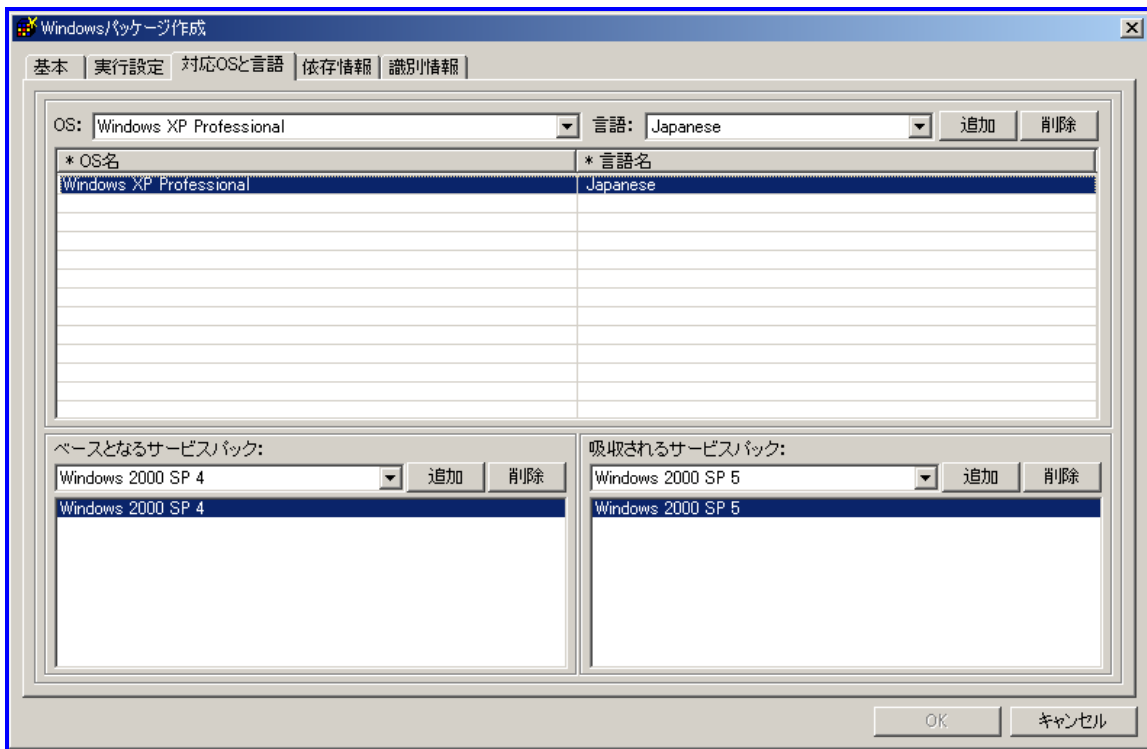 Windowsパッケージ作成
基本 実行設定 対応OSと言語 依存情報 識別情報
OS: Windows XP Professional 言語: Japanese 追加 削除
* OS名 * 言語名
Windows XP Professional Japanese
ベースとなるサービスパック: 吸収されるサービスパック:
Windows 2000 SP 4 追加 削除 Windows 2000 SP 5 追加 削除
Windows 2000 SP 4 Windows 2000 SP 5
OK キャンセル